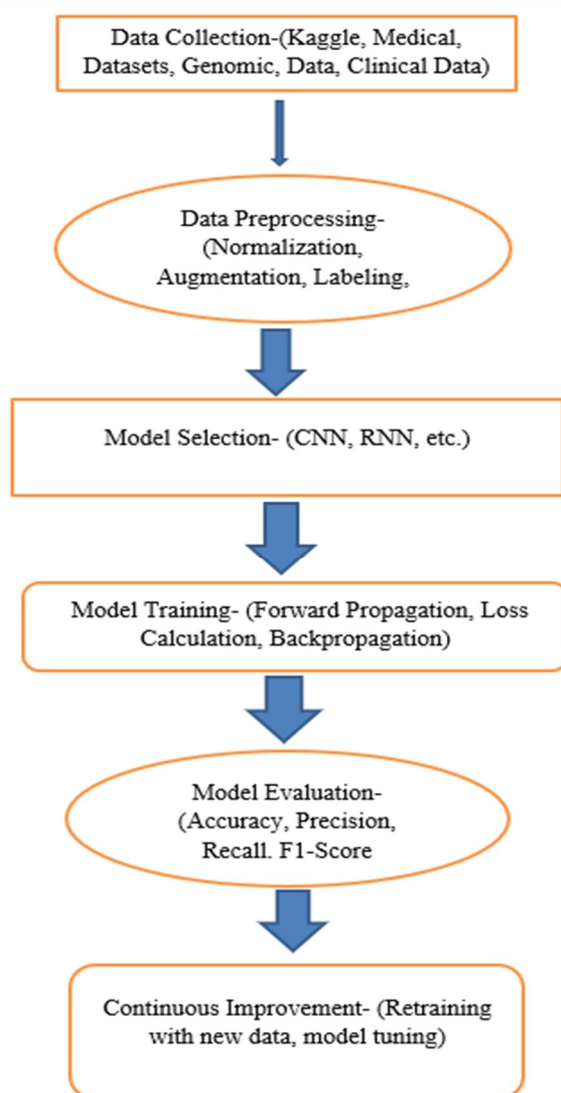 Data Collection-(Kaggle, Medical,
Datasets, Genomic, Data, Clinical Data)
Data Preprocessing-
(Normalization,
Augmentation, Labeling,
Model Selection- (CNN, RNN, etc.)
Model Training- (Forward Propagation, Loss
Calculation, Backpropagation)
Model Evaluation-
(Accuracy, Precision,
Recall. F1-Score
Continuous Improvement- (Retraining
with new data, model tuning)